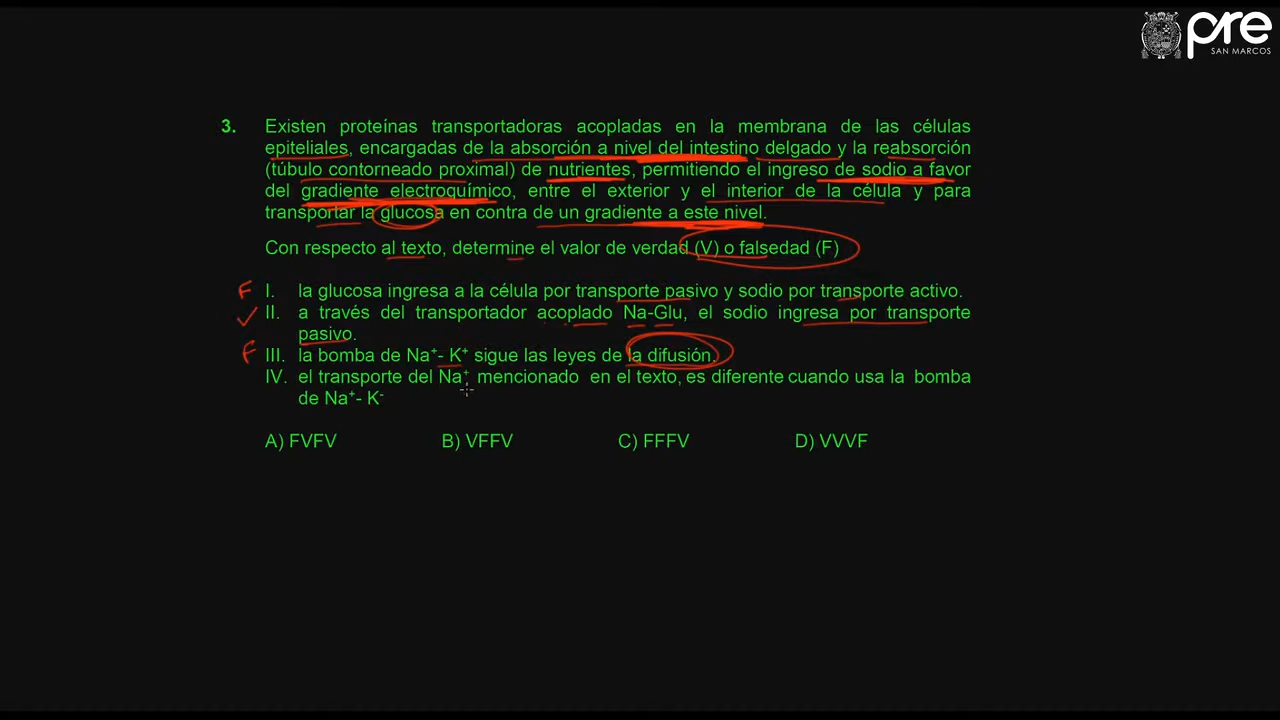 pre
SAN MARCOS
3. Existen proteínas transportadoras acopladas en la membrana de las células
epiteliales, encargadas de la absorción a nivel del intestino delgado y la reabsorción
(túbulo contorneado proximal) de nutrientes, permitiendo el ingreso de sodio a favor
del gradiente electroquímico, entre el exterior y el interior de la célula y para
transportar la glucosa en contra de un gradiente a este nivel.
Con respecto al texto, determine el valor de verdad (V) o falsedad (F)
F I. la glucosa ingresa a la célula por transporte pasivo y sodio por transporte activo.
✓ II. a través del transportador acoplado Na-Glu, el sodio ingresa por transporte
pasivo.
F III. la bomba de Na⁺- K⁺ sigue las leyes de la difusión.
IV. el transporte del Na⁺ mencionado en el texto, es diferente cuando usa la bomba
de Na⁺- K⁻
A) FVFV B) VFFV C) FFFV D) VVVF